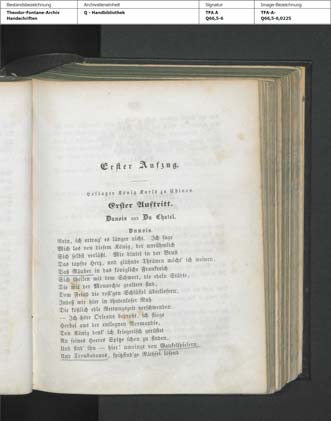 Bestandsbezeichnung
Theodor-Fontane-Archiv
Handschriften
Archivalieneinheit
Q - Handbibliothek
Signatur
TFA A
Q66,5-6
Image-Bezeichnung
TFA-A-
Q66,5-6,0225
Erster Aufzug.
Hoflager König Karls zu Chinon.
Erster Auftritt.
Dunois und Du Chatel.
Dunois.
Nein, ich ertrag' es länger nicht. Ich sage
Mich los von diesem König, der unrühmlich
Sich selbst verläßt. Mir blutet in der Brust
Das tapfre Herz, und glühnde Thränen möcht' ich weinen,
Daß Räuber in das königliche Frankreich
Sich theilen mit dem Schwert, die edeln Städte,
Die mit der Monarchie gealtert sind,
Dem Feind die rost'gen Schlüssel überliefern,
Indeß wir hier in thatenloser Ruh
Die köstlich edle Rettungszeit verschwenden.
— Ich höre Orleans bedroht, ich fliege
Herbei aus der entlegnen Normandie,
Den König denk' ich kriegerisch gerüstet
An seines Heeres Spitze schon zu finden,
Und find' ihn — hier! umringt von Gaukelspielern,
Und Troubadours, spitzfind'ge Räthsel lösend